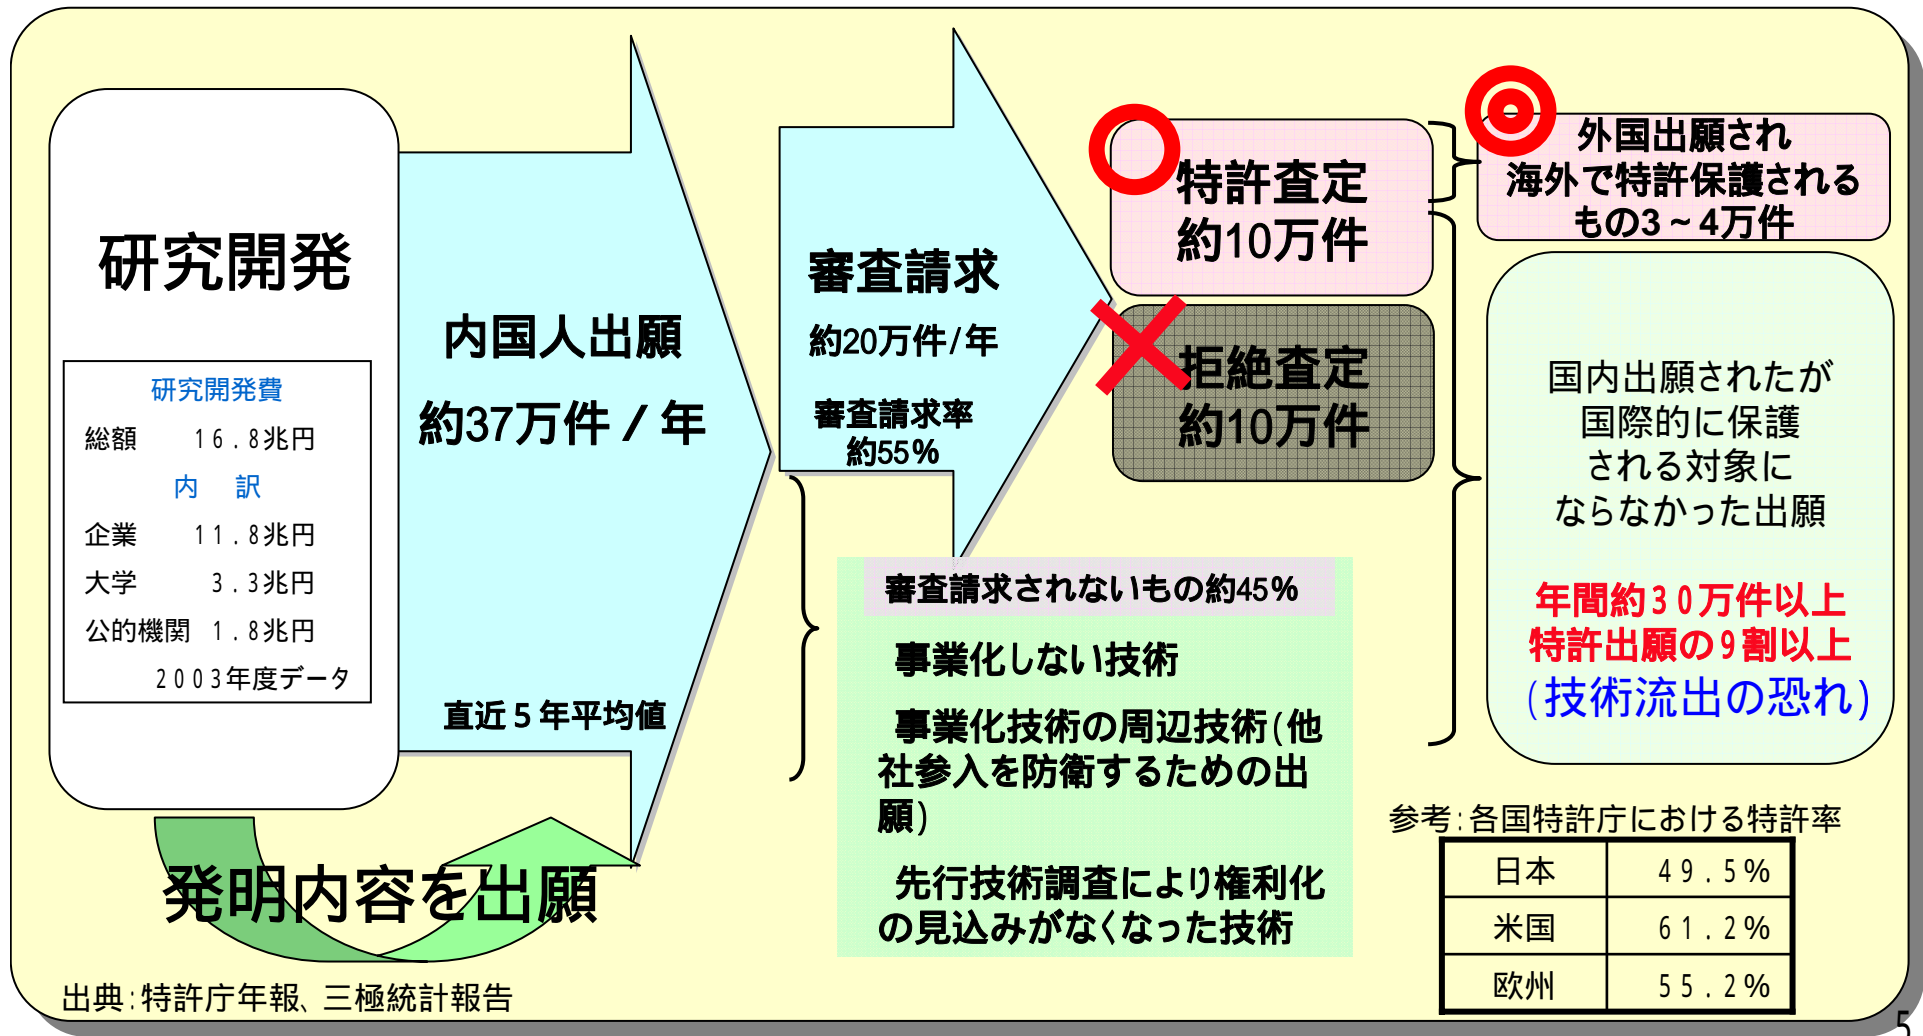 研究開発
研究開発費
総額 16.8兆円
内 訳
企業 11.8兆円
大学 3.3兆円
公的機関 1.8兆円
2003年度データ
内国人出願
約37万件／年
直近５年平均値
発明内容を出願
出典:特許庁年報、三極統計報告
審査請求
約20万件/年
審査請求率
約55%
審査請求されないもの約45%
事業化しない技術
事業化技術の周辺技術(他
社参入を防衛するための出
願)
先行技術調査により権利化
の見込みがなくなった技術
特許査定
約10万件
拒絶査定
約10万件
外国出願され
海外で特許保護される
もの3～4万件
国内出願されたが
国際的に保護
される対象に
ならなかった出願
年間約30万件以上
特許出願の9割以上
(技術流出の恐れ)
参考:各国特許庁における特許率
日本 49.5%
米国 61.2%
欧州 55.2%
5